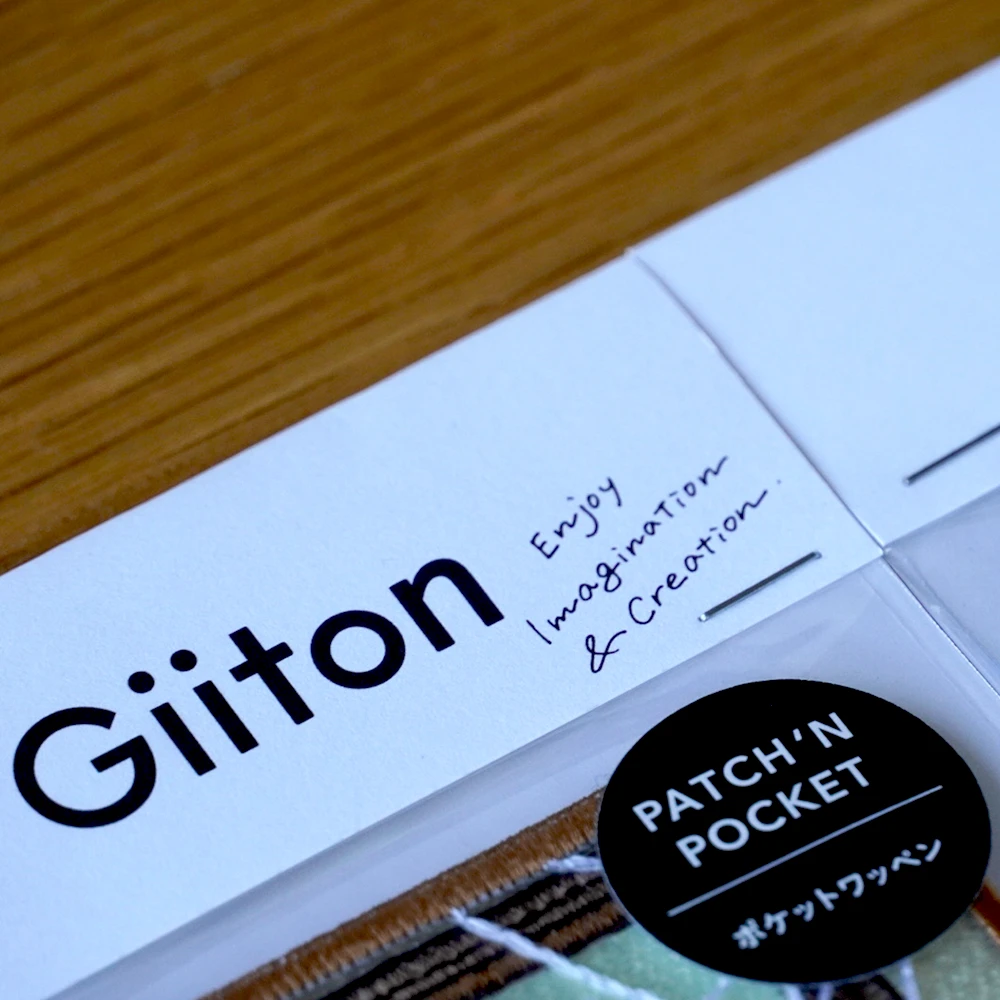 Giiton
Enjoy
Imagination
& Creation.
PATCH'N
POCKET
ポケットワッペン